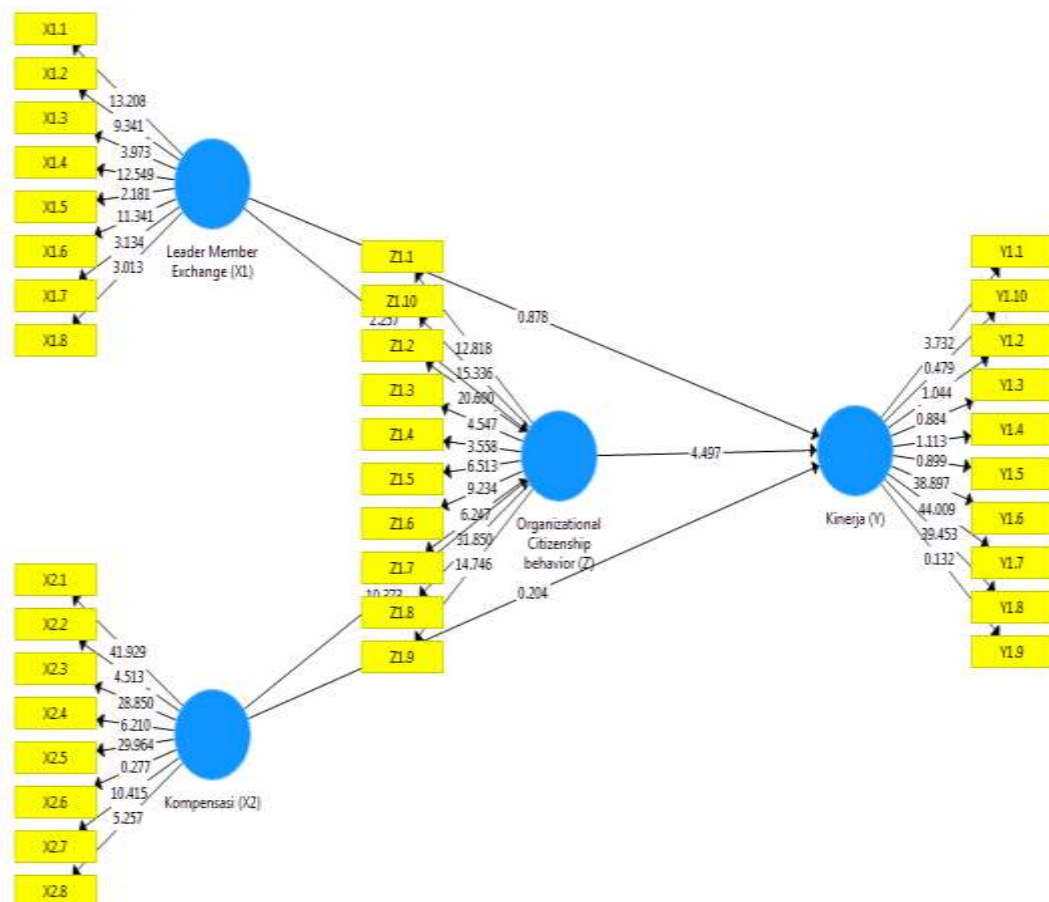 X1.1
X1.2
X1.3
X1.4
X1.5
X1.6
X1.7
X1.8
13.208
9.341
3.973
12.549
2.181
11.341
3.134
3.013
Leader Member
Exchange (X1)
X2.1
X2.2
X2.3
X2.4
X2.5
X2.6
X2.7
X2.8
41.929
4.513
28.850
6.210
29.964
0.277
10.415
5.257
Kompensasi (X2)
Z1.1
Z1.10
Z1.2
Z1.3
Z1.4
Z1.5
Z1.6
Z1.7
Z1.8
Z1.9
12.818
15.336
20.600
4.547
3.558
6.513
9.234
6.247
31.850
14.746
Organizational
Citizenship
behavior (Z)
0.878
4.497
0.204
Kinerja (Y)
3.732
0.479
1.044
0.884
1.113
0.899
38.897
44.009
39.453
0.132
Y1.1
Y1.10
Y1.2
Y1.3
Y1.4
Y1.5
Y1.6
Y1.7
Y1.8
Y1.9